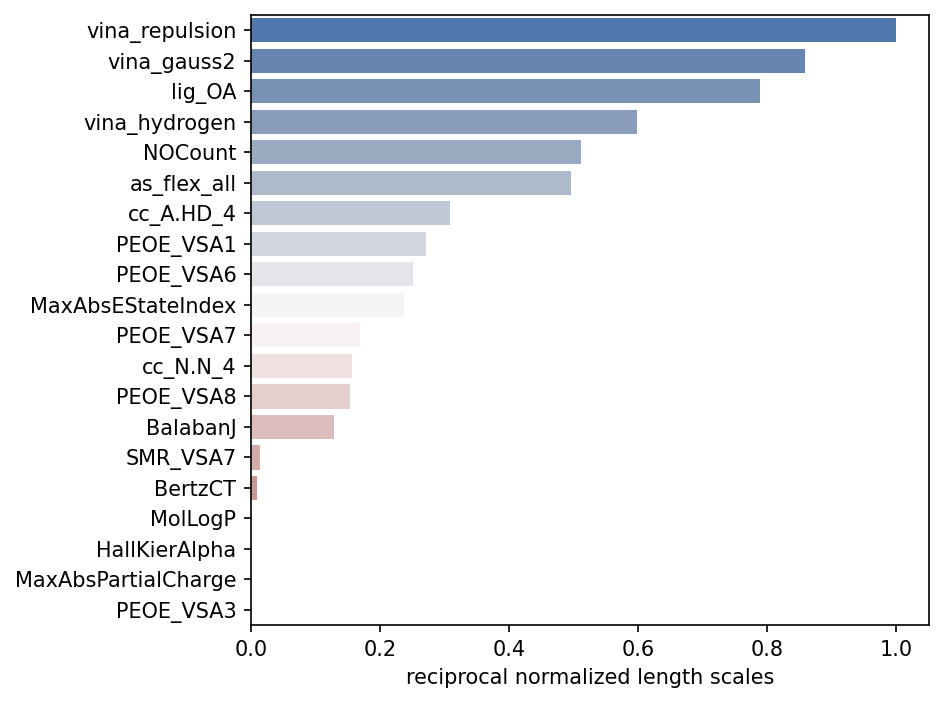 vina_repulsion
vina_gauss2
lig_OA
vina_hydrogen
NOCount
as_flex_all
cc_A.HD_4
PEOE_VSA1
PEOE_VSA6
MaxAbsEStateIndex
PEOE_VSA7
cc_N.N_4
PEOE_VSA8
BalabanJ
SMR_VSA7
BertzCT
MolLogP
HallKierAlpha
MaxAbsPartialCharge
PEOE_VSA3
0.0 0.2 0.4 0.6 0.8 1.0
reciprocal normalized length scales